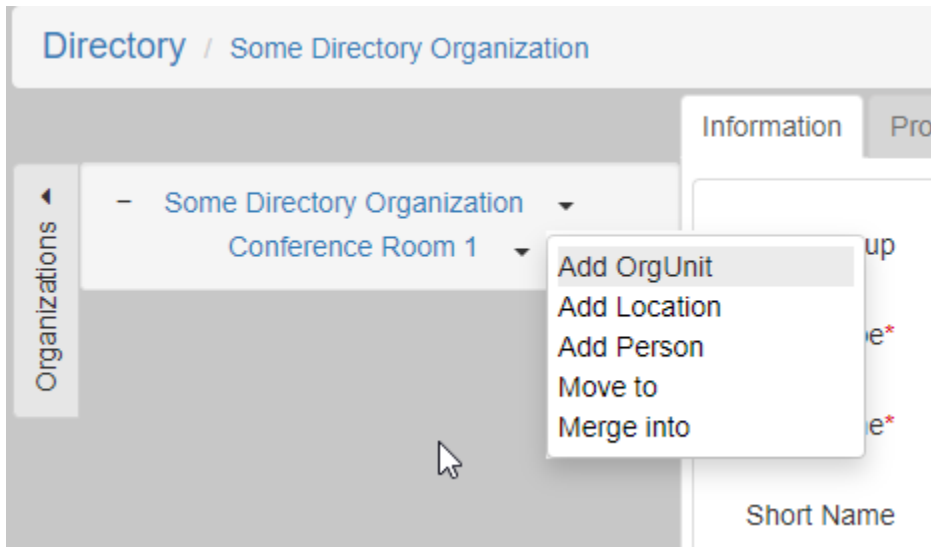 Directory / Some Directory Organization
Information
Organizations
– Some Directory Organization
Conference Room 1
Add OrgUnit
Add Location
Add Person
Move to
Merge into
Short Name